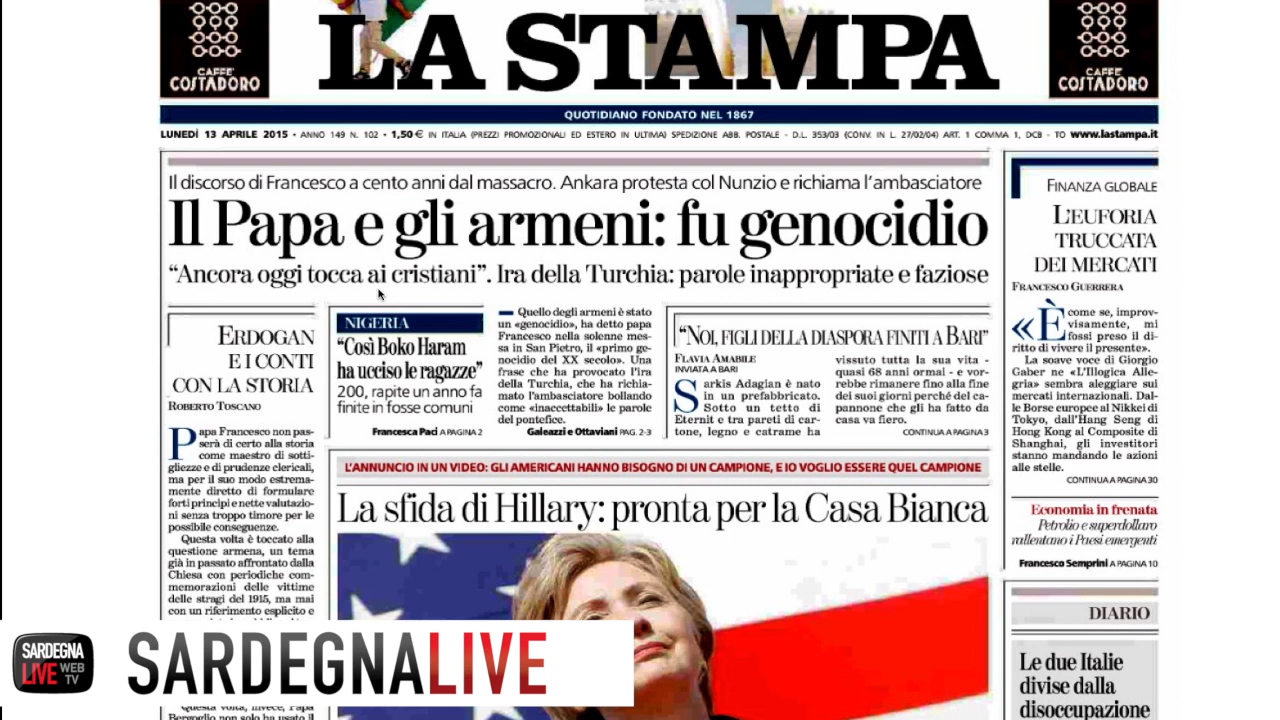 CAFFE'
COSTADORO
LA STAMPA
CAFFE'
COSTADORO
QUOTIDIANO FONDATO NEL 1867
LUNEDÌ 13 APRILE 2015 • ANNO 149 N. 102 • 1,50 € IN ITALIA (PREZZI PROMOZIONALI ED ESTERO IN ULTIMA) SPEDIZIONE ABB. POSTALE - D.L. 353/03 (CONV. IN L. 27/02/04) ART. 1 COMMA 1, DCB - TO www.lastampa.it
Il discorso di Francesco a cento anni dal massacro. Ankara protesta col Nunzio e richiama l'ambasciatore
Il Papa e gli armeni: fu genocidio
“Ancora oggi tocca ai cristiani”. Ira della Turchia: parole inappropriate e faziose
ERDOGAN
E I CONTI
CON LA STORIA
ROBERTO TOSCANO
Papa Francesco non pas-
serà di certo alla storia
come maestro di sotti-
gliezze e di prudenze clericali,
ma per il suo modo estrema-
mente diretto di formulare
forti principi e nette valutazio-
ni senza troppo timore per le
possibile conseguenze.
Questa volta è toccato alla
questione armena, un tema
già in passato affrontato dalla
Chiesa con periodiche com-
memorazioni delle vittime
delle stragi del 1915, ma mai
con un riferimento esplicito e
Questa volta, invece, Papa
Bergoglio non solo ha usato il
NIGERIA
“Così Boko Haram
ha ucciso le ragazze”
200, rapite un anno fa
finite in fosse comuni
Francesca Paci A PAGINA 2
Quello degli armeni è stato
un «genocidio», ha detto papa
Francesco nella solenne mes-
sa in San Pietro, il «primo ge-
nocidio del XX secolo». Una
frase che ha provocato l'ira
della Turchia, che ha richia-
mato l'ambasciatore bollando
come «inaccettabili» le parole
del pontefice.
Galeazzi e Ottaviani PAG. 2-3
“NOI, FIGLI DELLA DIASPORA FINITI A BARI”
FLAVIA AMABILE
INVIATA A BARI
Sarkis Adagian è nato
in un prefabbricato.
Sotto un tetto di
Eternit e tra pareti di car-
tone, legno e catrame ha
vissuto tutta la sua vita -
quasi 68 anni ormai - e vor-
rebbe rimanere fino alla fine
dei suoi giorni perché del ca-
pannone che gli ha fatto da
casa va fiero.
CONTINUA A PAGINA 3
L'ANNUNCIO IN UN VIDEO: GLI AMERICANI HANNO BISOGNO DI UN CAMPIONE, E IO VOGLIO ESSERE QUEL CAMPIONE
La sfida di Hillary: pronta per la Casa Bianca
FINANZA GLOBALE
L'EUFORIA
TRUCCATA
DEI MERCATI
FRANCESCO GUERRERA
«È come se, improv-
visamente, mi
fossi preso il di-
ritto di vivere il presente».
La soave voce di Giorgio
Gaber ne «L'Illogica Alle-
gria» sembra aleggiare sui
mercati internazionali. Dal-
le Borse europee al Nikkei di
Tokyo, dall'Hang Seng di
Hong Kong al Composite di
Shanghai, gli investitori
stanno mandando le azioni
alle stelle.
CONTINUA A PAGINA 30
Economia in frenata
Petrolio e superdollaro
rallentano i Paesi emergenti
Francesco Semprini A PAGINA 10
DIARIO
Le due Italie
divise dalla
disoccupazione
SARDEGNA
LIVE WEB
TV
SARDEGNALIVE